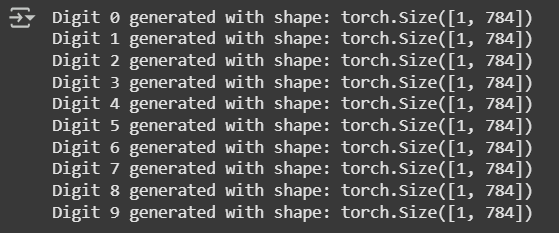 Digit 0 generated with shape: torch.Size([1, 784])
Digit 1 generated with shape: torch.Size([1, 784])
Digit 2 generated with shape: torch.Size([1, 784])
Digit 3 generated with shape: torch.Size([1, 784])
Digit 4 generated with shape: torch.Size([1, 784])
Digit 5 generated with shape: torch.Size([1, 784])
Digit 6 generated with shape: torch.Size([1, 784])
Digit 7 generated with shape: torch.Size([1, 784])
Digit 8 generated with shape: torch.Size([1, 784])
Digit 9 generated with shape: torch.Size([1, 784])